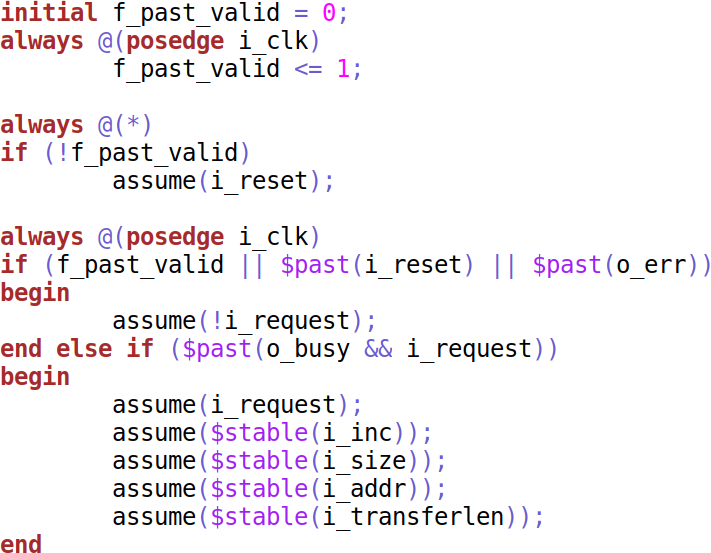 initial f_past_valid = 0;
always @(posedge i_clk)
        f_past_valid <= 1;

always @(*)
if (!f_past_valid)
        assume(i_reset);

always @(posedge i_clk)
if (f_past_valid || $past(i_reset) || $past(o_err))
begin
        assume(!i_request);
end else if ($past(o_busy && i_request))
begin
        assume(i_request);
        assume($stable(i_inc));
        assume($stable(i_size));
        assume($stable(i_addr));
        assume($stable(i_transferlen));
end